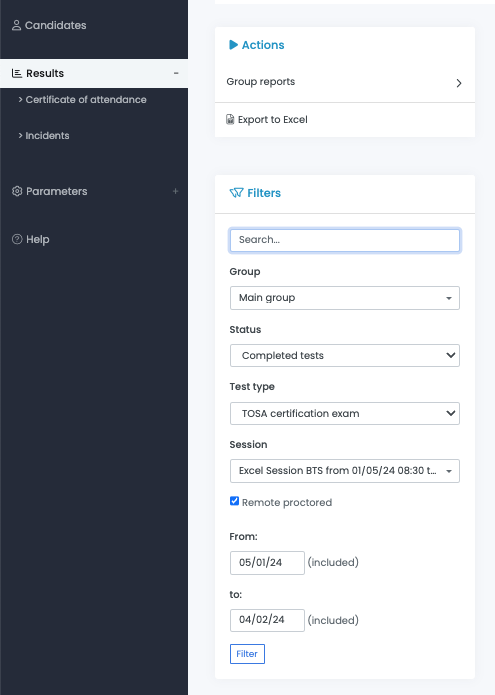 Candidates
Results -
> Certificate of attendance
> Incidents
Parameters +
Help
Actions
Group reports
Export to Excel
Filters
Search...
Group
Main group
Status
Completed tests
Test type
TOSA certification exam
Session
Excel Session BTS from 01/05/24 08:30 t...
Remote proctored
From:
05/01/24 (included)
to:
04/02/24 (included)
Filter